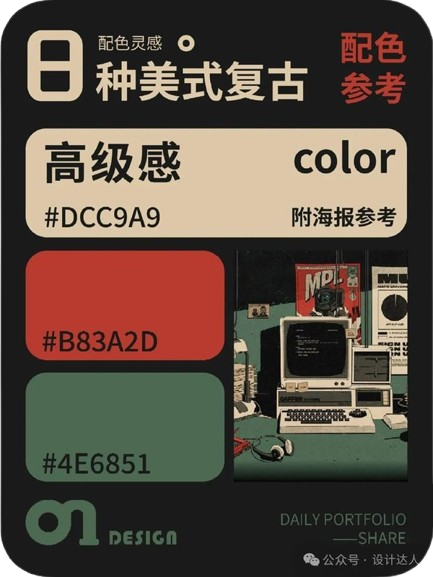 8
配色灵感
种美式复古
配色
参考
高级感
color
#DCC9A9
附海报参考
#B83A2D
MPL
#4E6851
01 DESIGN
DAILY PORTFOLIO
——SHARE
公众号 · 设计达人